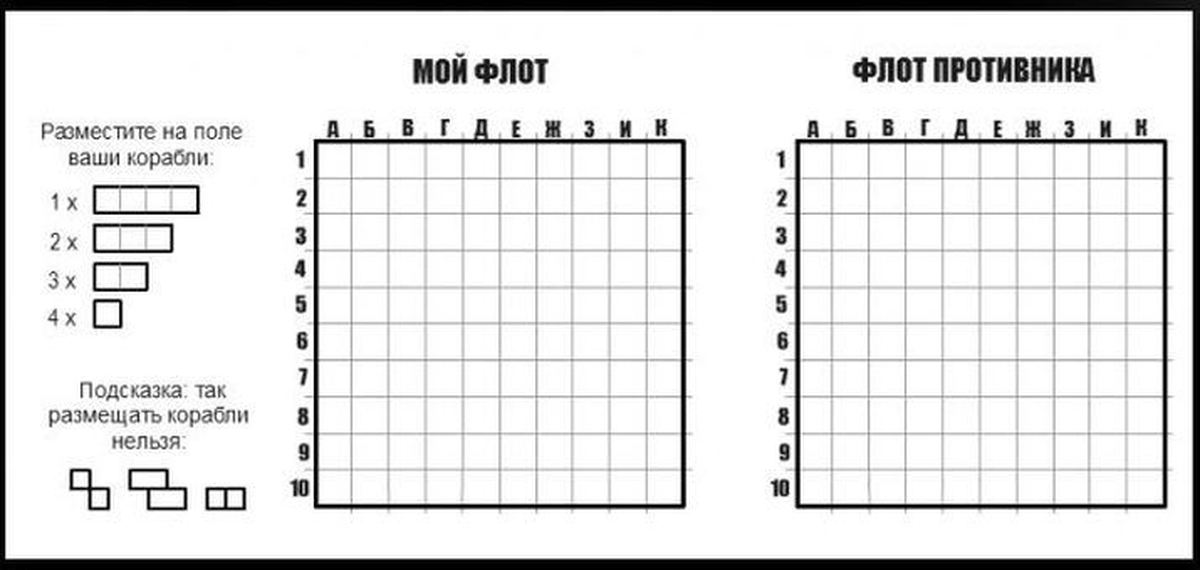 МОЙ ФЛОТ
ФЛОТ ПРОТИВНИКА
Разместите на поле
ваши корабли:
1 x
2 x
3 x
4 x
Подсказка: так
размещать корабли
нельзя:
А Б В Г Д Е Ж З И К
1
2
3
4
5
6
7
8
9
10
А Б В Г Д Е Ж З И К
1
2
3
4
5
6
7
8
9
10